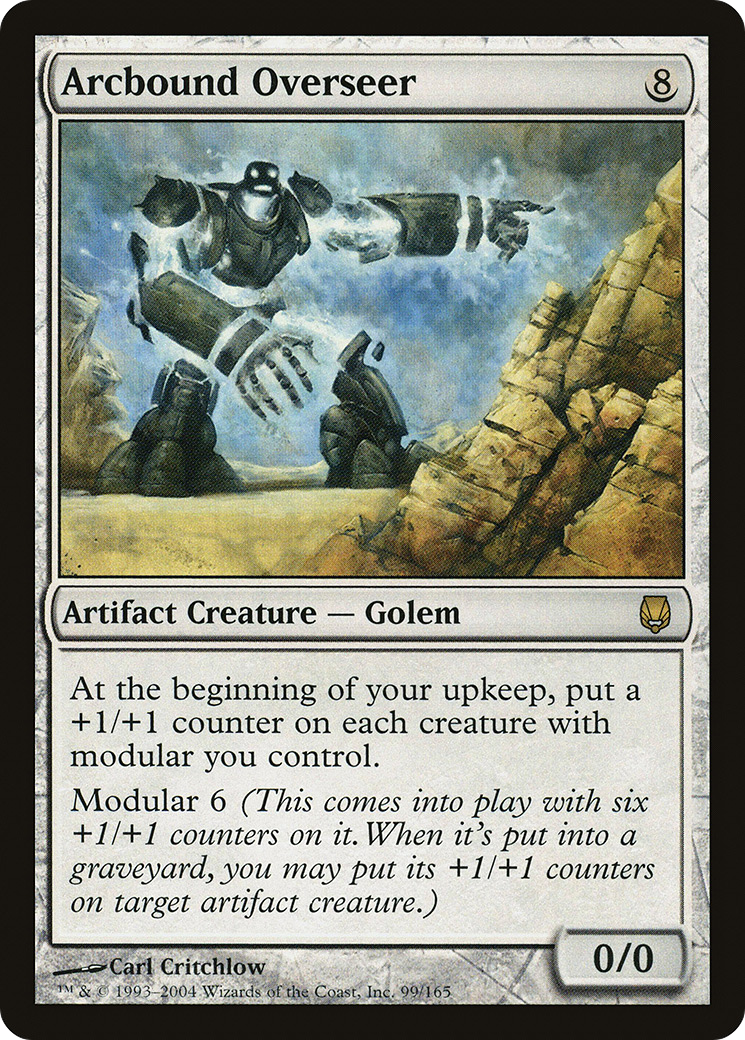 Arcbound Overseer 8
Artifact Creature — Golem
At the beginning of your upkeep, put a
+1/+1 counter on each creature with
modular you control.
Modular 6 (This comes into play with six
+1/+1 counters on it. When it's put into a
graveyard, you may put its +1/+1 counters
on target artifact creature.)
0/0
Carl Critchlow
™ & © 1993–2004 Wizards of the Coast, Inc. 99/165